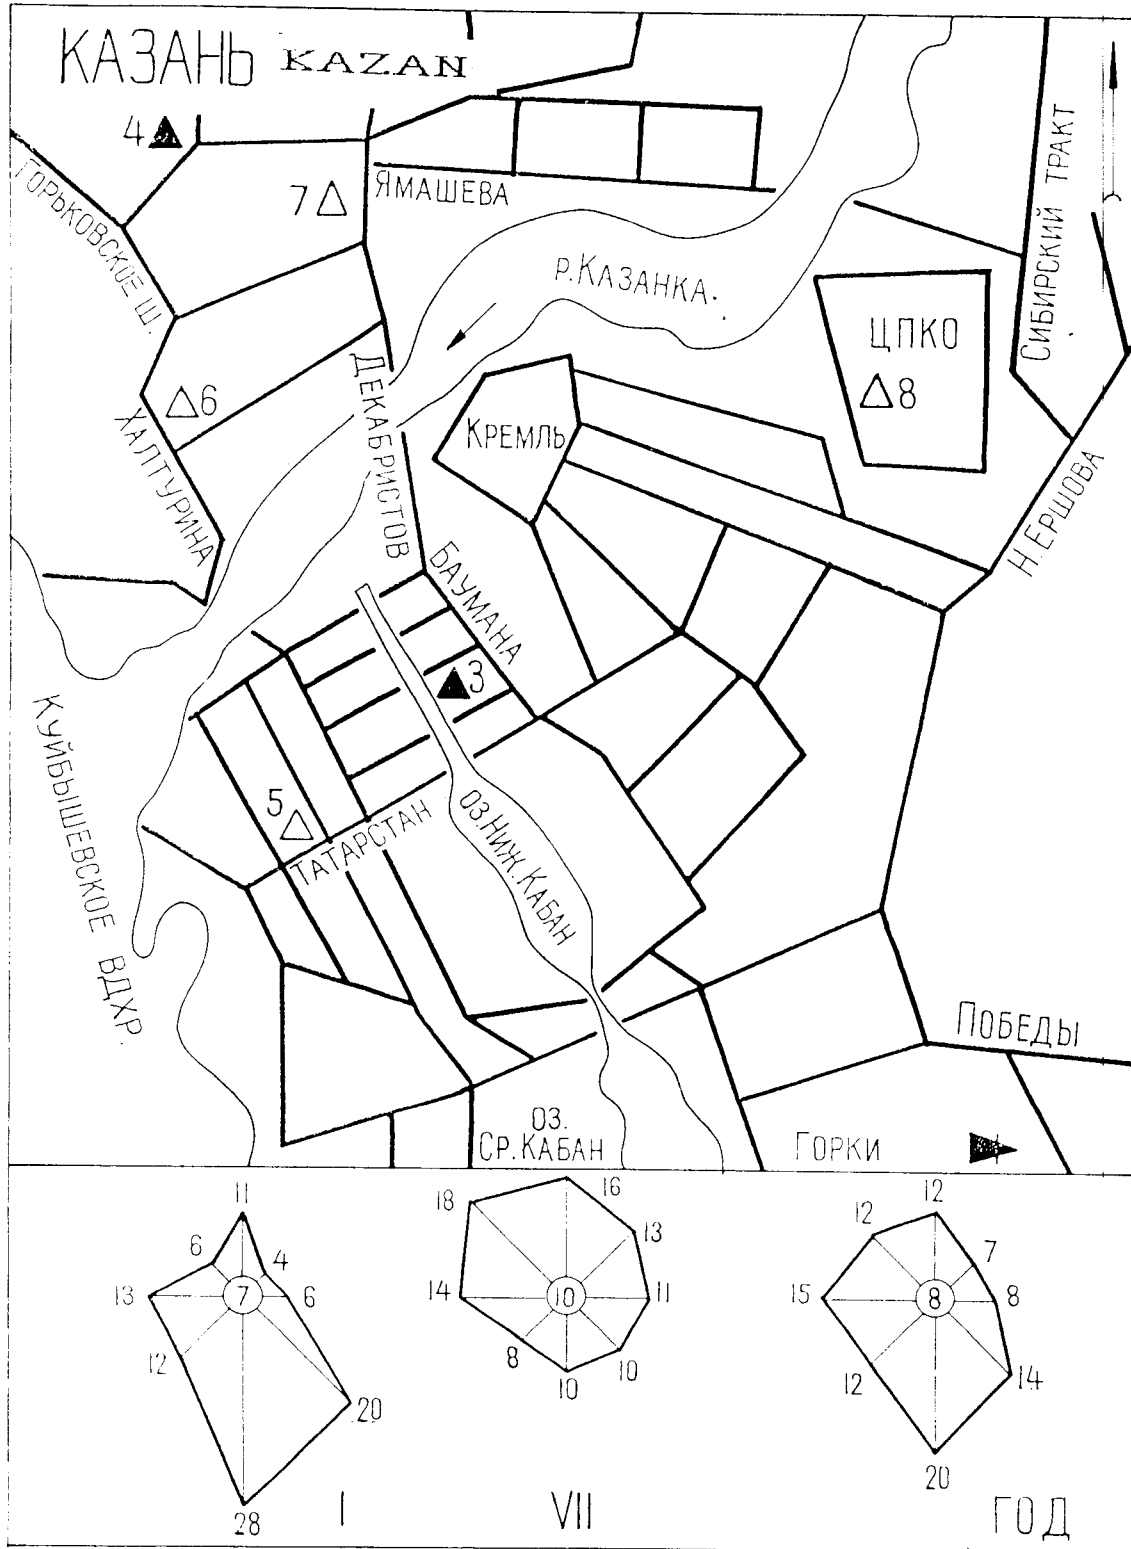 КАЗАНЬ KAZAN
4
ГОРЬКОВСКОЕ Ш.
7
ЯМАШЕВА
СИБИРСКИЙ ТРАКТ
Р. КАЗАНКА.
ЦПКО
8
6
ХАЛТУРИНА
ДЕКАБРИСТОВ
КРЕМЛЬ
Н. ЕРШОВА
БАУМАНА
3
КУЙБЫШЕВСКОЕ ВДХР.
5
ТАТАРСТАН
ОЗ. НИЖ. КАБАН
ПОБЕДЫ
ОЗ.
СР. КАБАН
ГОРКИ
11
6
4
13
7
6
12
20
28
I
18
16
13
14
10
11
8
10
10
VII
12
12
7
15
8
8
12
14
20
ГОД